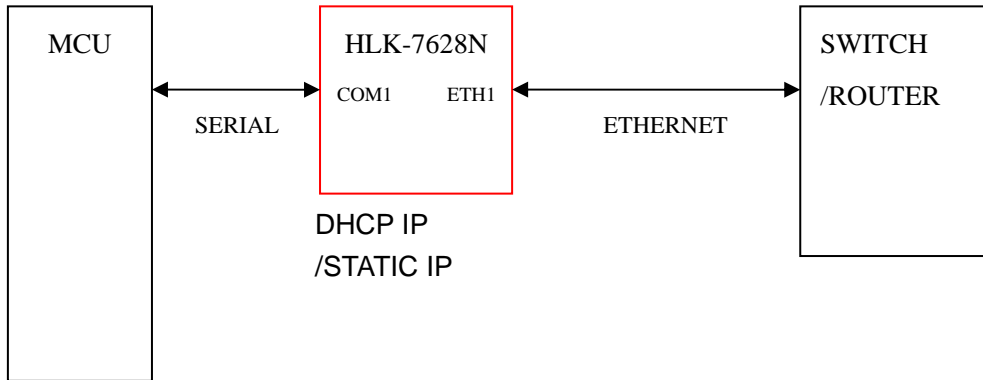 MCU
HLK-7628N
SWITCH
/ROUTER
COM1 ETH1
SERIAL
ETHERNET
DHCP IP
/STATIC IP